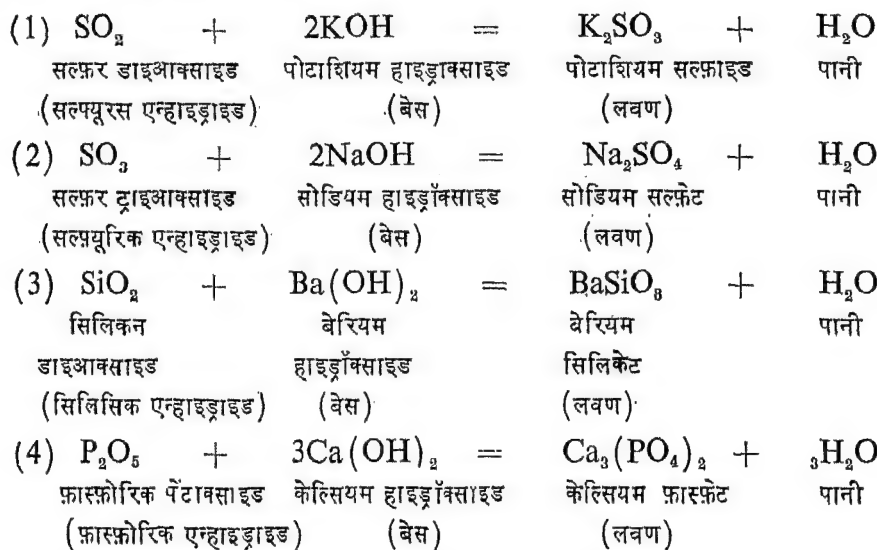 (1) SO₂ + 2KOH = K₂SO₃ + H₂O
सल्फ़र डाइआक्साइड पोटाशियम हाइड्राक्साइड पोटाशियम सल्फ़ाइड पानी
(सल्फ्यूरस एन्हाइड्राइड) (बेस) (लवण)
(2) SO₃ + 2NaOH = Na₂SO₄ + H₂O
सल्फ़र ट्राइआक्साइड सोडियम हाइड्रॉक्साइड सोडियम सल्फ़ेट पानी
(सल्फ़्यूरिक एन्हाइड्राइड) (बेस) (लवण)
(3) SiO₂ + Ba(OH)₂ = BaSiO₃ + H₂O
सिलिकन बेरियम बेरियम पानी
डाइआक्साइड हाइड्रॉक्साइड सिलिकेट
(सिलिसिक एन्हाइड्राइड) (बेस) (लवण)
(4) P₂O₅ + 3Ca(OH)₂ = Ca₃(PO₄)₂ + ₃H₂O
फ़ास्फ़ोरिक पेंटाक्साइड केल्सियम हाइड्रॉक्साइड केल्सियम फ़ास्फ़ेट पानी
(फ़ास्फ़ोरिक एन्हाइड्राइड) (बेस) (लवण)